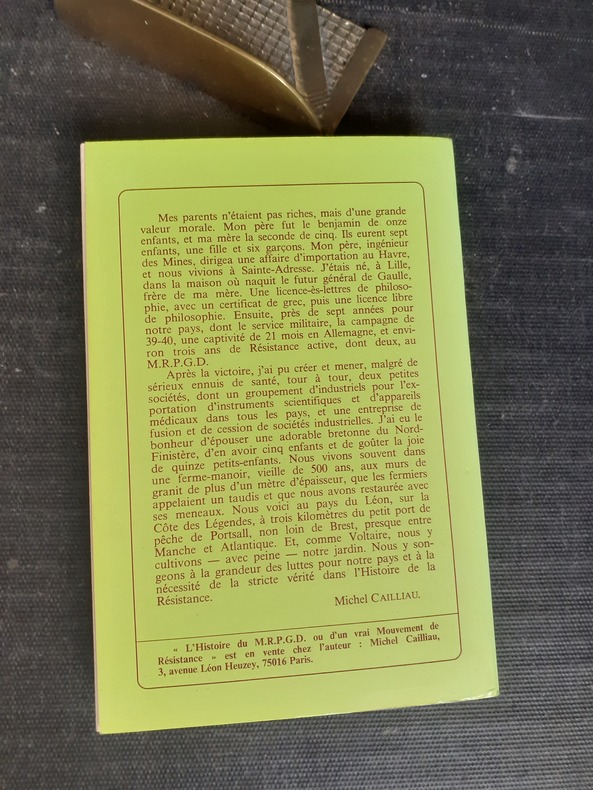 Mes parents n'étaient pas riches, mais d'une grande
valeur morale. Mon père fut le benjamin de onze
enfants, et ma mère la seconde de cinq. Ils eurent sept
enfants, une fille et six garçons. Mon père, ingénieur
des Mines, dirigea une affaire d'importation au Havre,
et nous vivions à Sainte-Adresse. J'étais né, à Lille,
dans la maison où naquit le futur général de Gaulle,
frère de ma mère. Une licence-ès-lettres de philoso-
phie, avec un certificat de grec, puis une licence libre
de philosophie. Ensuite, près de sept années pour
notre pays, dont le service militaire, la campagne de
39-40, une captivité de 21 mois en Allemagne, et envi-
ron trois ans de Résistance active, dont deux, au
M.R.P.G.D.
Après la victoire, j'ai pu créer et mener, malgré de
sérieux ennuis de santé, tour à tour, deux petites
sociétés, dont un groupement d'industriels pour l'ex-
portation d'instruments scientifiques et d'appareils
médicaux dans tous les pays, et une entreprise de
fusion et de cession de sociétés industrielles. J'ai eu le
bonheur d'épouser une adorable bretonne du Nord-
Finistère, d'en avoir cinq enfants et de goûter la joie
de quinze petits-enfants. Nous vivons souvent dans
une ferme-manoir, vieille de 500 ans, aux murs de
granit de plus d'un mètre d'épaisseur, que les fermiers
appelaient un taudis et que nous avons restaurée avec
ses meneaux. Nous voici au pays du Léon, sur la
Côte des Légendes, à trois kilomètres du petit port de
pêche de Portsall, non loin de Brest, presque entre
Manche et Atlantique. Et, comme Voltaire, nous y
cultivons — avec peine — notre jardin. Nous y son-
geons à la grandeur des luttes pour notre pays et à la
nécessité de la stricte vérité dans l'Histoire de la
Résistance.
Michel CAILLIAU.
« L'Histoire du M.R.P.G.D. ou d'un vrai Mouvement de
Résistance » est en vente chez l'auteur : Michel Cailliau,
3, avenue Léon Heuzey, 75016 Paris.